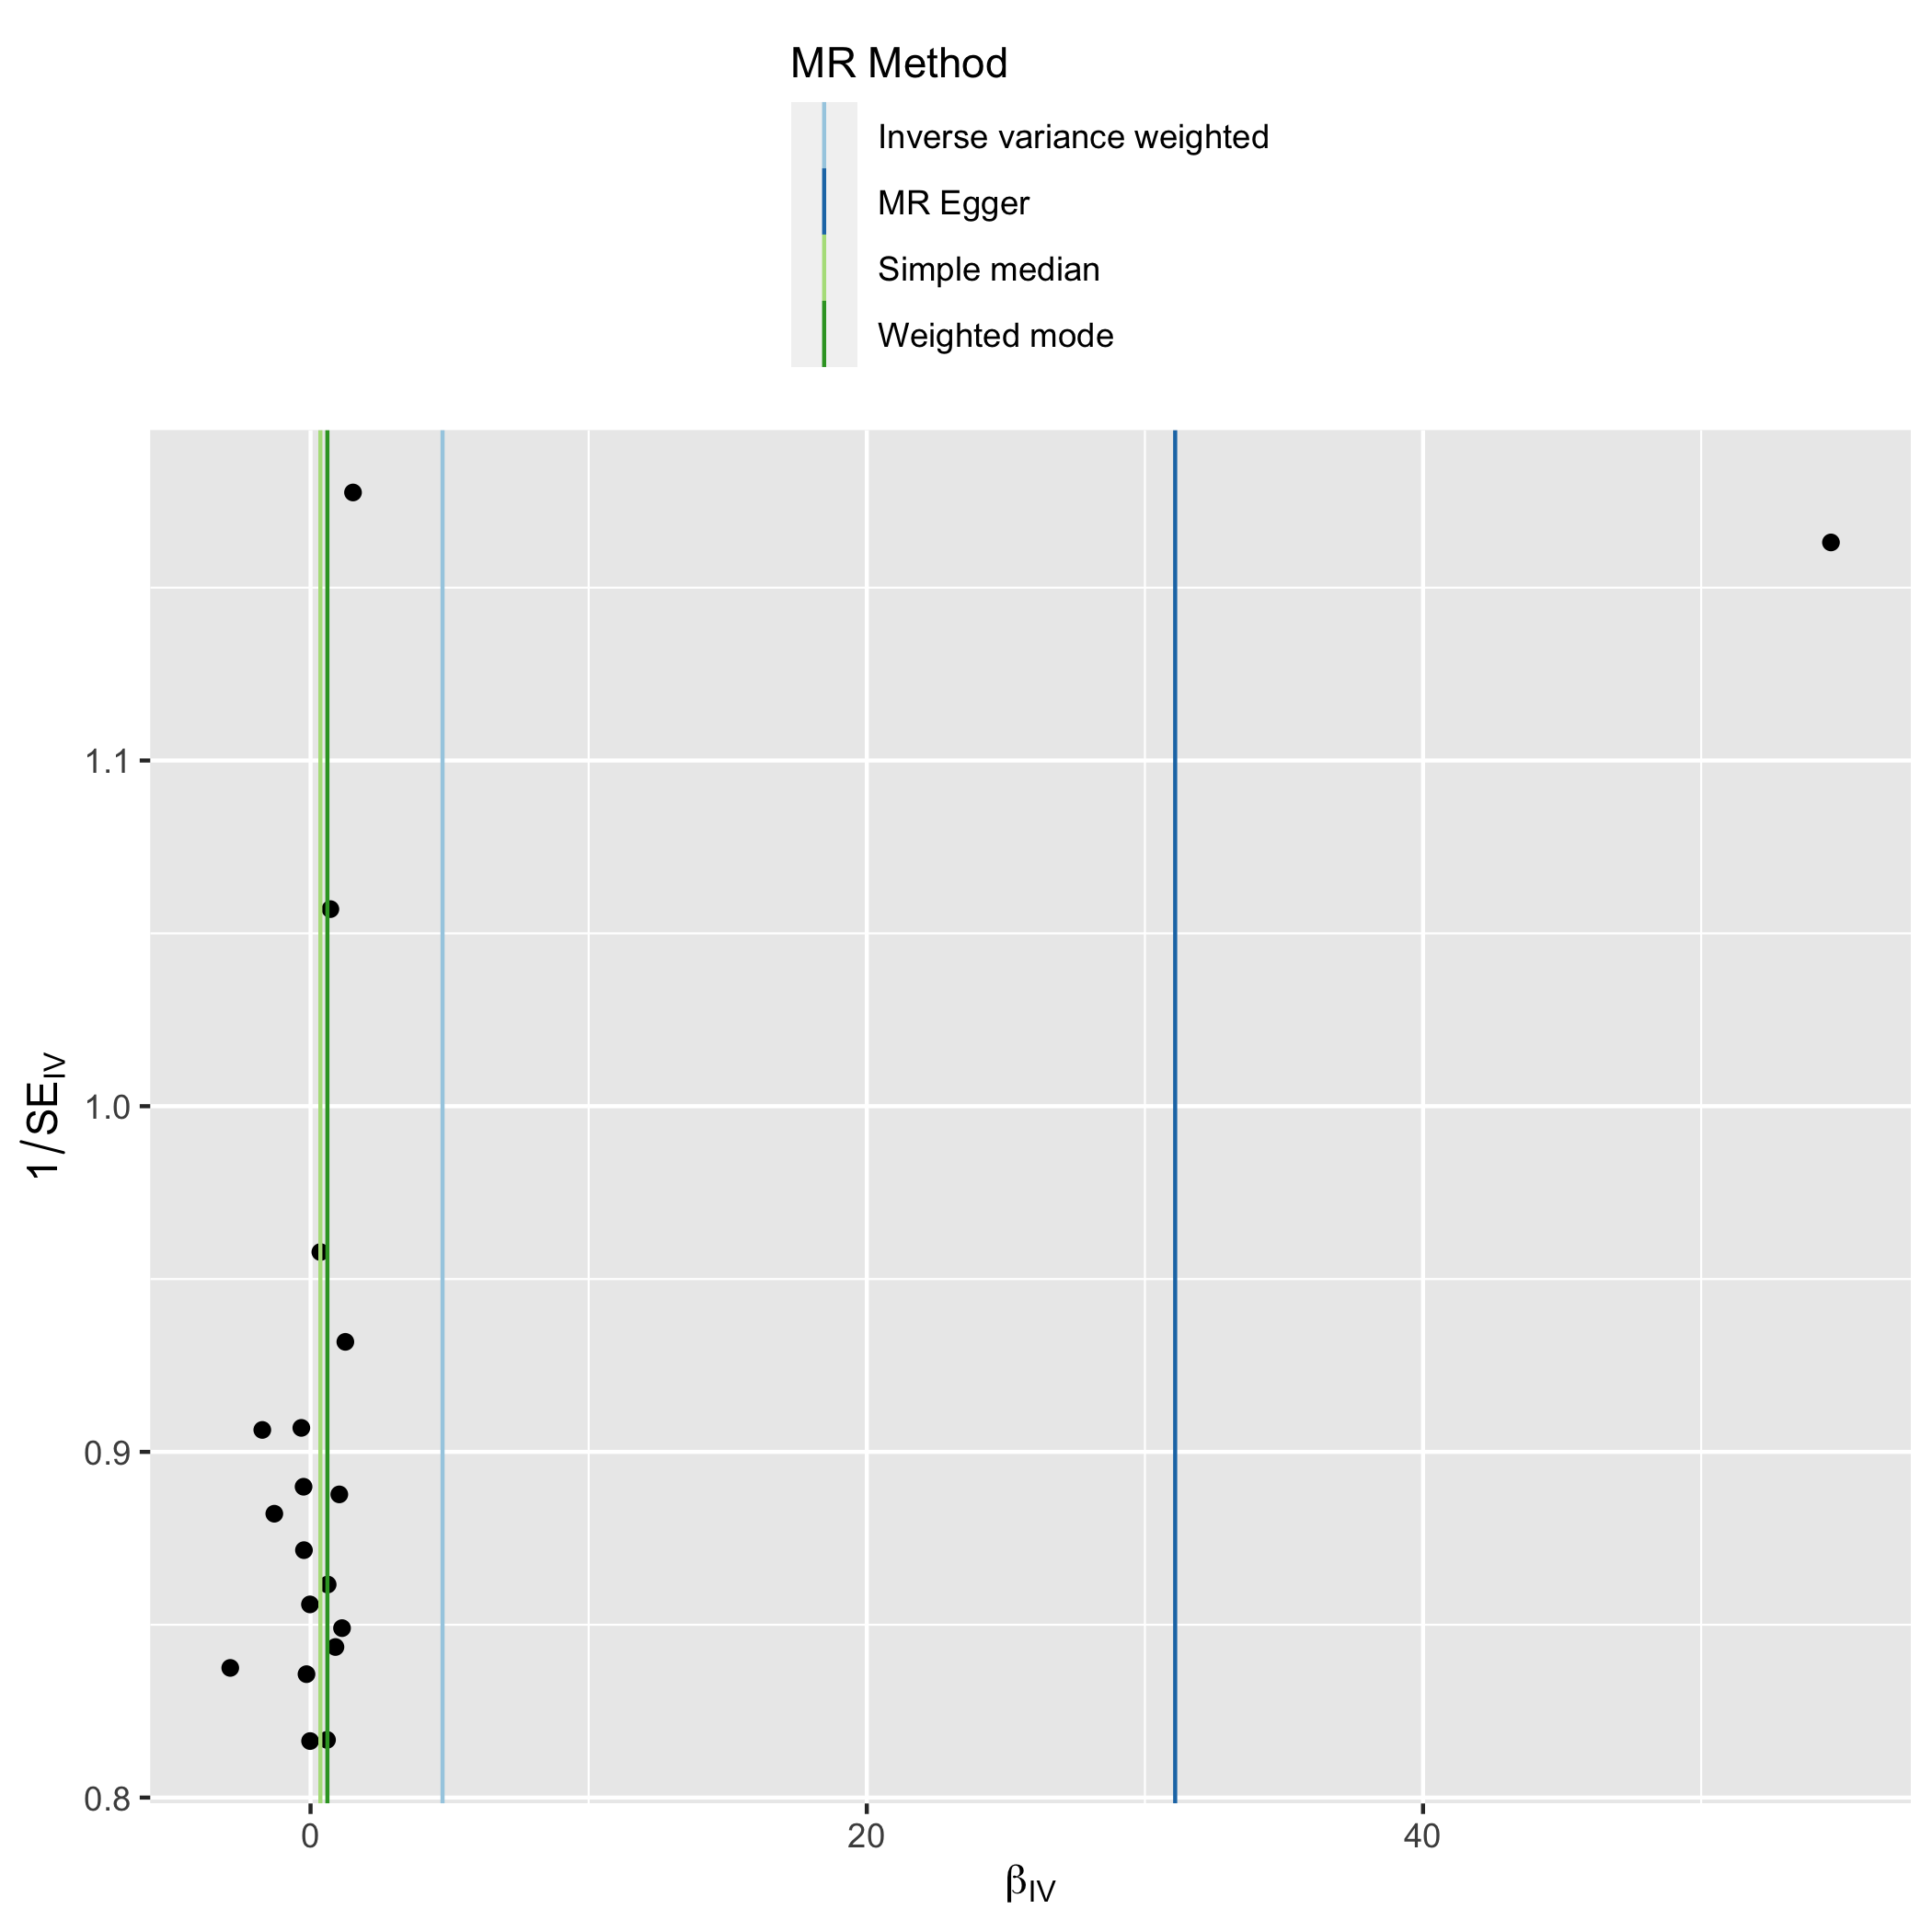 MR Method
Inverse variance weighted
MR Egger
Simple median
Weighted mode
1.1
1.0
0.9
0.8
1/SE_IV
0 20 40
β_IV